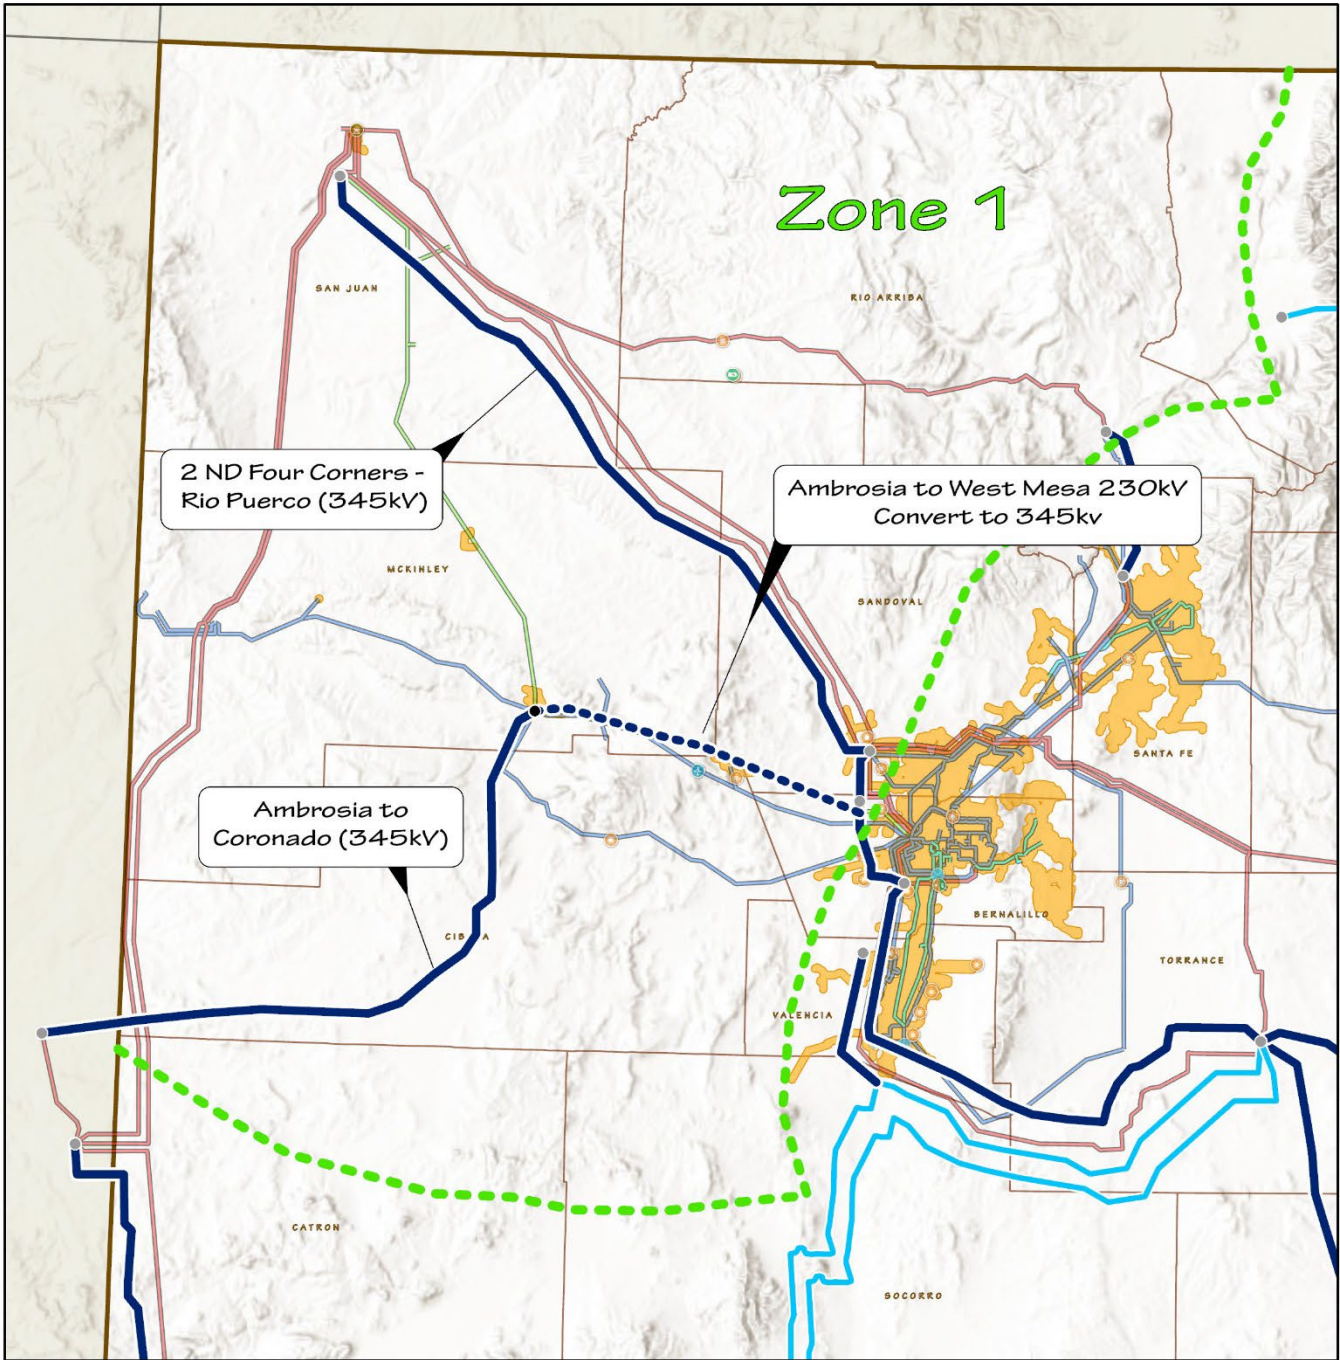 Zone 1
SAN JUAN
RIO ARRIBA
2 ND Four Corners -
Rio Puerco (345kV)
Ambrosia to West Mesa 230kV
Convert to 345kv
MCKINLEY
SANDOVAL
SANTA FE
Ambrosia to
Coronado (345kV)
BERNALILLO
TORRANCE
VALENCIA
CATRON
SOCORRO